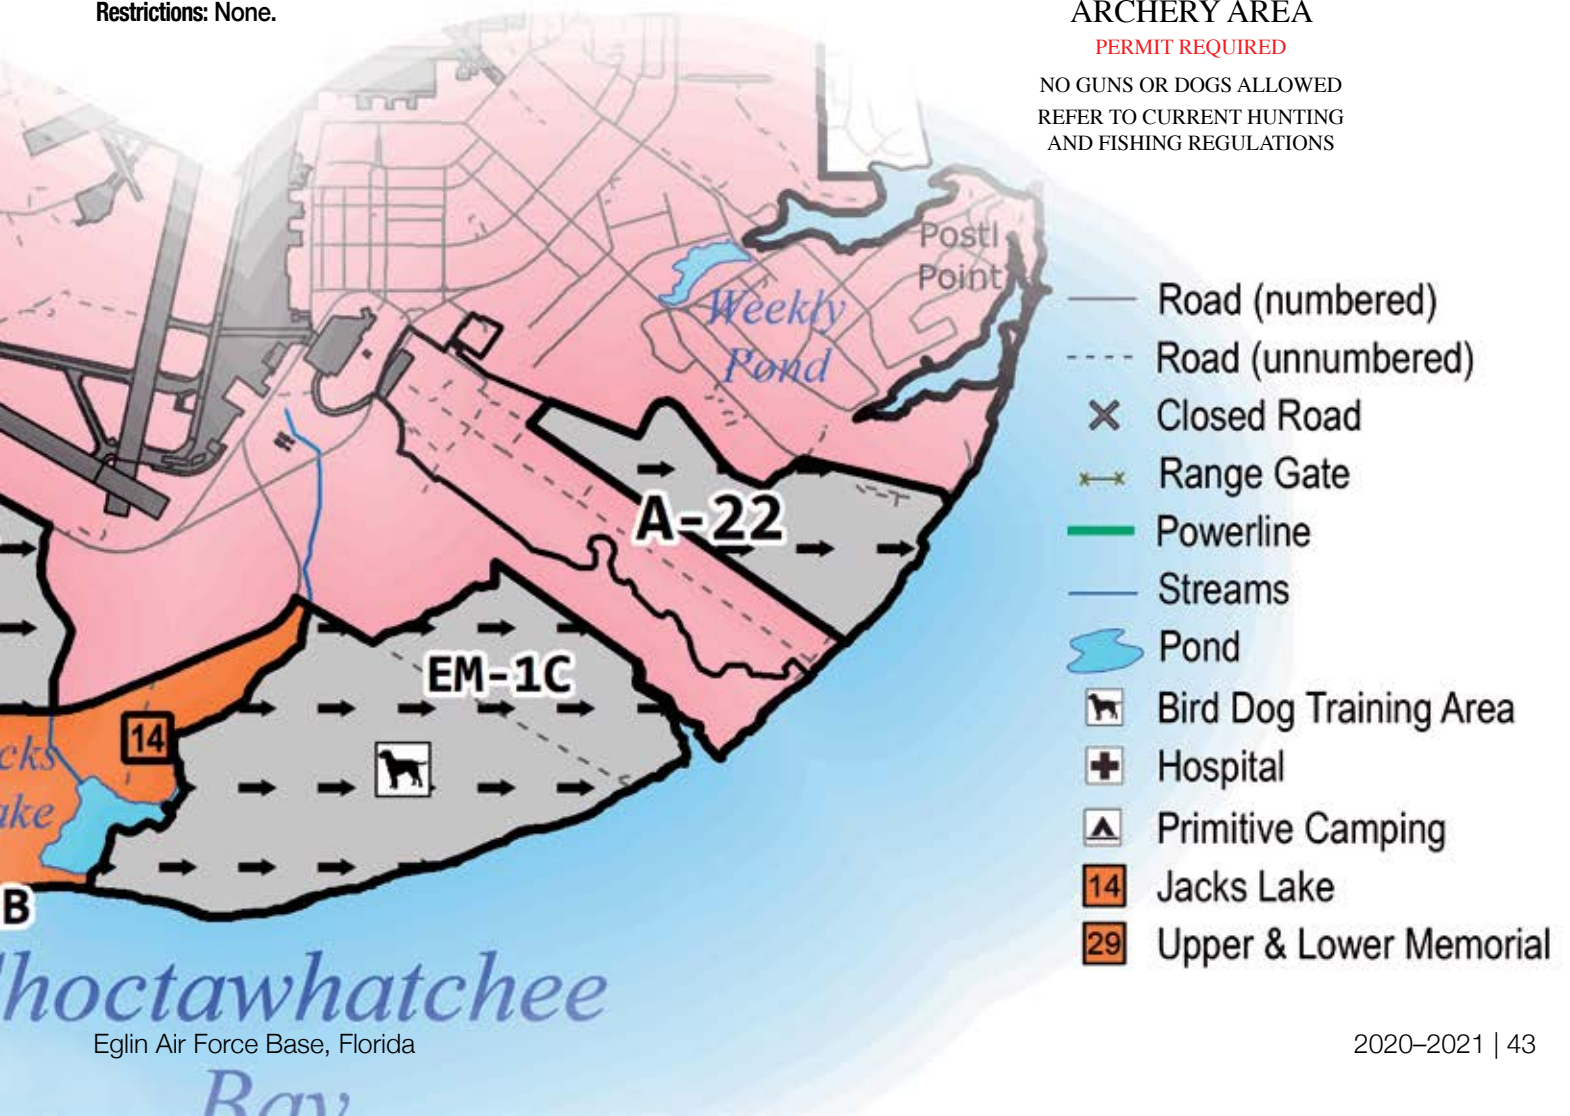 Restrictions: None.
ARCHERY AREA
PERMIT REQUIRED
NO GUNS OR DOGS ALLOWED
REFER TO CURRENT HUNTING
AND FISHING REGULATIONS
Postl
Point
Weekly
Pond
A-22
EM-1C
14
cks
ake
B
hoctawhatchee
Bay
Road (numbered)
Road (unnumbered)
Closed Road
Range Gate
Powerline
Streams
Pond
Bird Dog Training Area
Hospital
Primitive Camping
14 Jacks Lake
29 Upper & Lower Memorial
Eglin Air Force Base, Florida
2020–2021 | 43